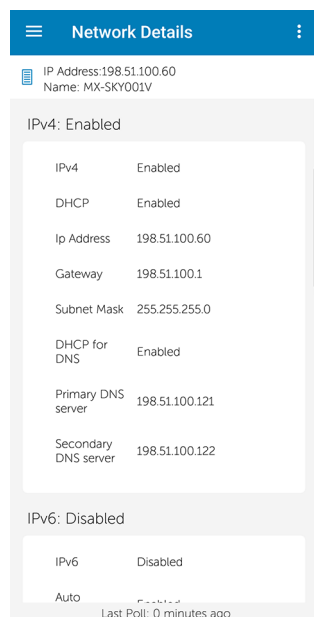 Network Details
IP Address:198.51.100.60
Name: MX-SKY001V
IPv4: Enabled
IPv4 Enabled
DHCP Enabled
Ip Address 198.51.100.60
Gateway 198.51.100.1
Subnet Mask 255.255.255.0
DHCP for
DNS Enabled
Primary DNS
server 198.51.100.121
Secondary
DNS server 198.51.100.122
IPv6: Disabled
IPv6 Disabled
Auto
Last Poll: 0 minutes ago